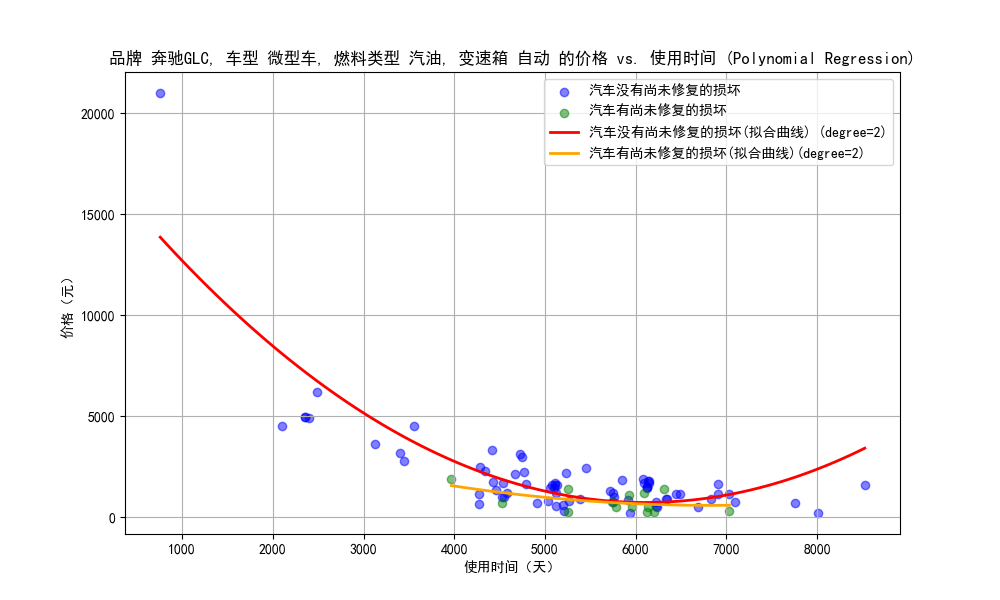 品牌 奔驰GLC, 车型 微型车, 燃料类型 汽油, 变速箱 自动 的价格 vs. 使用时间 (Polynomial Regression)
汽车没有尚未修复的损坏
汽车有尚未修复的损坏
汽车没有尚未修复的损坏(拟合曲线) (degree=2)
汽车有尚未修复的损坏(拟合曲线)(degree=2)
价格（元）
20000
15000
10000
5000
0
1000 2000 3000 4000 5000 6000 7000 8000
使用时间（天）